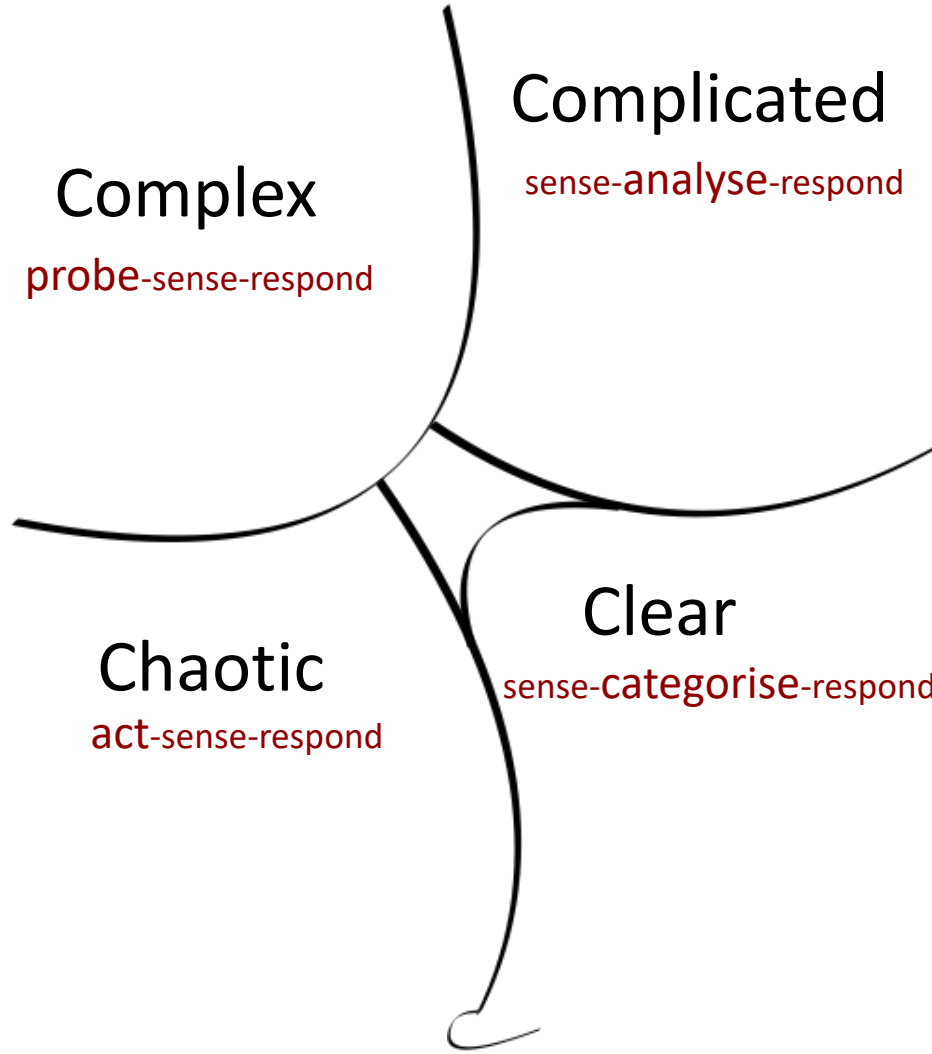 Complex
probe-sense-respond
Complicated
sense-analyse-respond
Chaotic
act-sense-respond
Clear
sense-categorise-respond